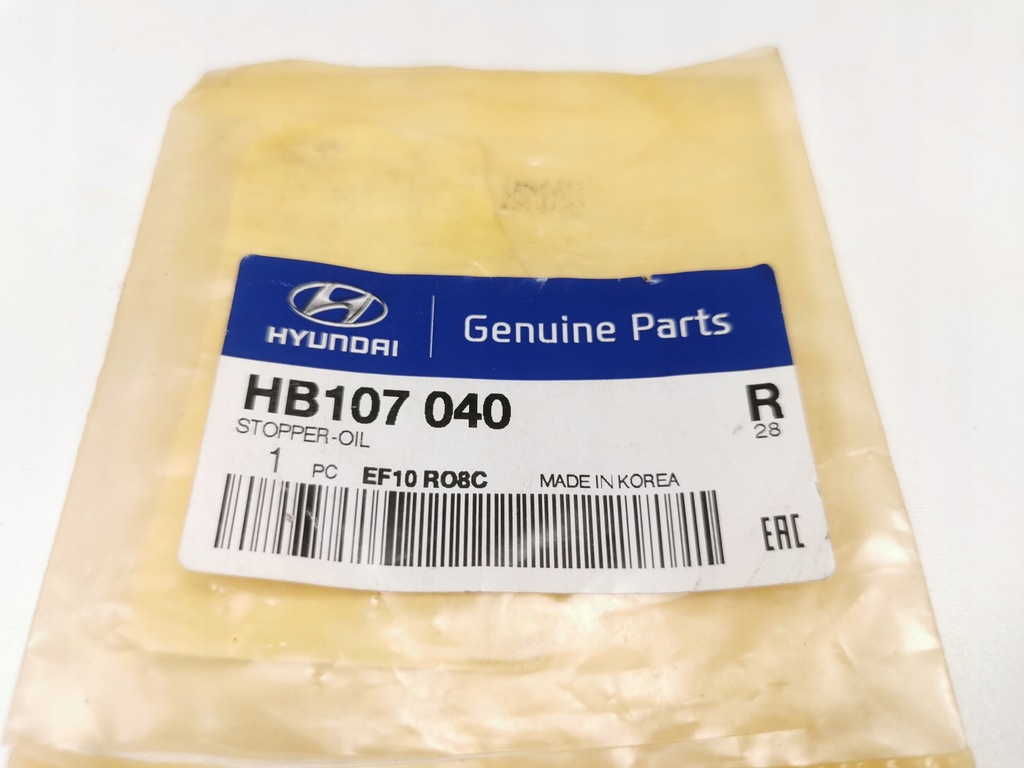 HYUNDAI
Genuine Parts
HB107 040
R
STOPPER-OIL
28
1 PC EF10 RO8C MADE IN KOREA
EAC